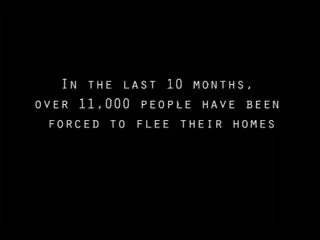 In the last 10 months,
over 11,000 people have been
forced to flee their homes